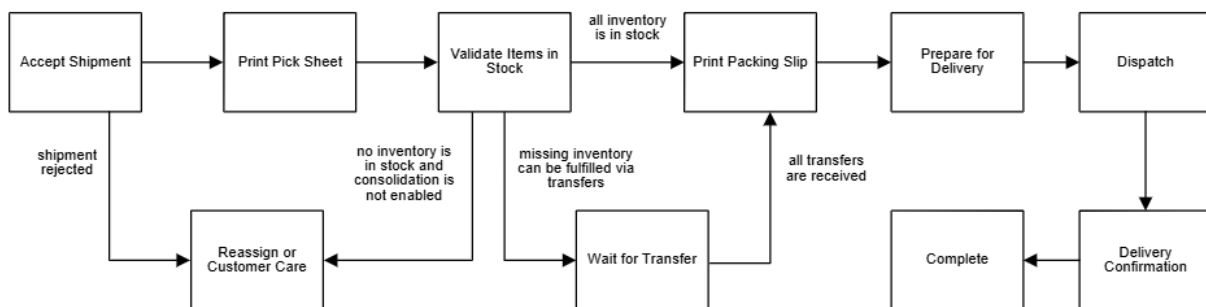 all inventory
is in stock
Accept Shipment
Print Pick Sheet
Validate Items in
Stock
Print Packing Slip
Prepare for
Delivery
Dispatch
shipment
rejected
no inventory is
in stock and
consolidation is
not enabled
missing inventory
can be fulfilled via
transfers
all transfers
are received
Reassign or
Customer Care
Wait for Transfer
Complete
Delivery
Confirmation